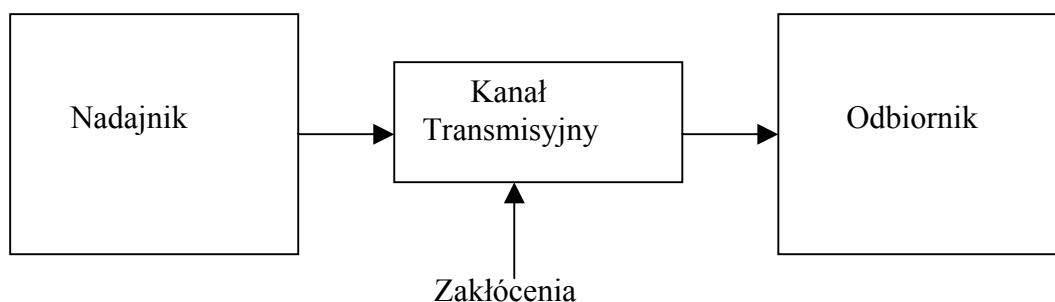 Nadajnik
Kanał
Transmisyjny
Odbiornik
Zakłócenia